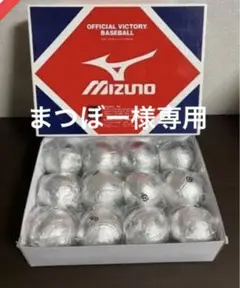 OFFICIAL VICTORY
BASEBALL
MIZUNO
まつぼー様専用